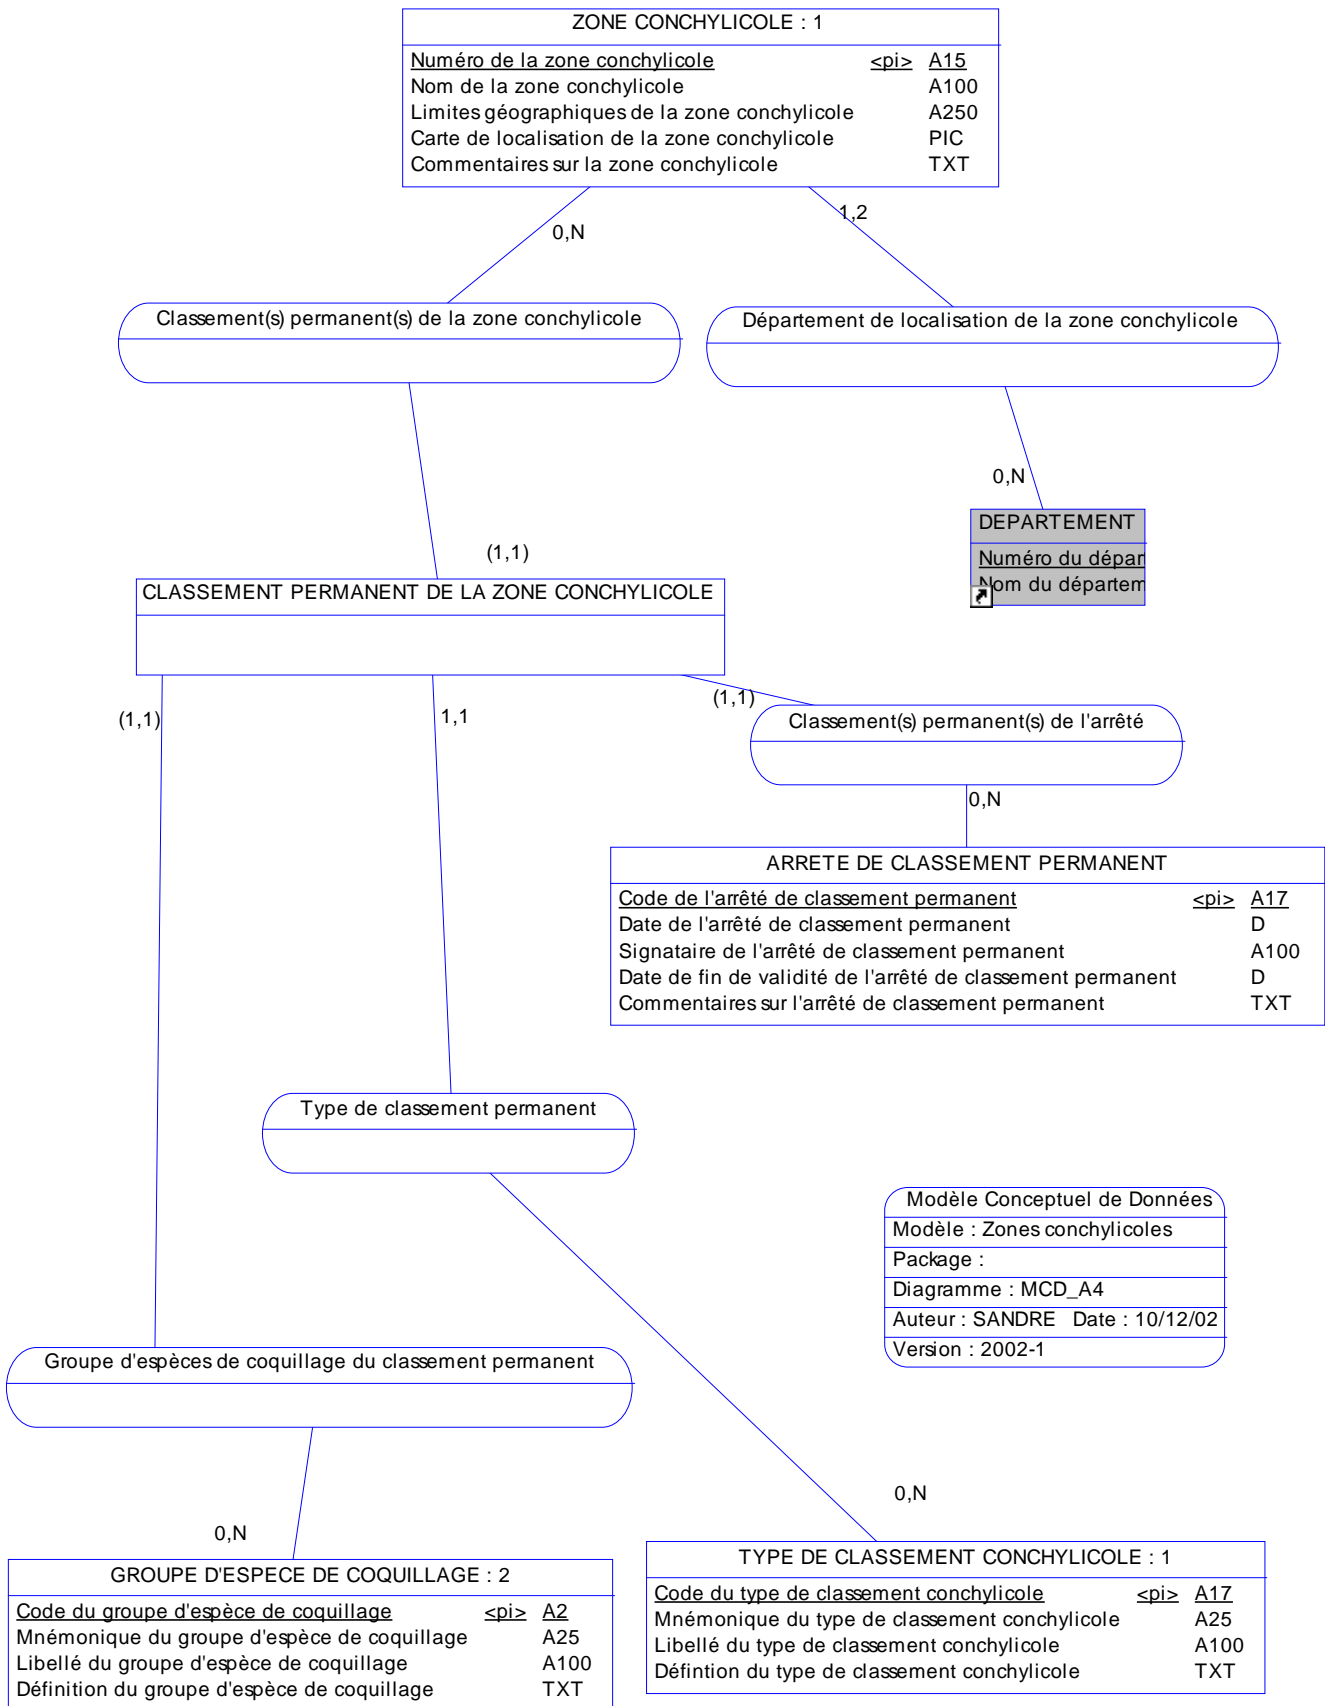 ZONE CONCHYLICOLE : 1
Numéro de la zone conchylicole <pi> A15
Nom de la zone conchylicole A100
Limites géographiques de la zone conchylicole A250
Carte de localisation de la zone conchylicole PIC
Commentaires sur la zone conchylicole TXT
1,2
0,N
Classement(s) permanent(s) de la zone conchylicole
Département de localisation de la zone conchylicole
0,N
DEPARTEMENT
Numéro du dépar
Nom du départem
(1,1)
CLASSEMENT PERMANENT DE LA ZONE CONCHYLICOLE
(1,1)
1,1
(1,1)
Classement(s) permanent(s) de l'arrêté
0,N
ARRETE DE CLASSEMENT PERMANENT
Code de l'arrêté de classement permanent <pi> A17
Date de l'arrêté de classement permanent D
Signataire de l'arrêté de classement permanent A100
Date de fin de validité de l'arrêté de classement permanent D
Commentaires sur l'arrêté de classement permanent TXT
Type de classement permanent
Modèle Conceptuel de Données
Modèle : Zones conchylicoles
Package :
Diagramme : MCD_A4
Auteur : SANDRE Date : 10/12/02
Version : 2002-1
Groupe d'espèces de coquillage du classement permanent
0,N
0,N
GROUPE D'ESPECE DE COQUILLAGE : 2
Code du groupe d'espèce de coquillage <pi> A2
Mnémonique du groupe d'espèce de coquillage A25
Libellé du groupe d'espèce de coquillage A100
Définition du groupe d'espèce de coquillage TXT
TYPE DE CLASSEMENT CONCHYLICOLE : 1
Code du type de classement conchylicole <pi> A17
Mnémonique du type de classement conchylicole A25
Libellé du type de classement conchylicole A100
Défintion du type de classement conchylicole TXT